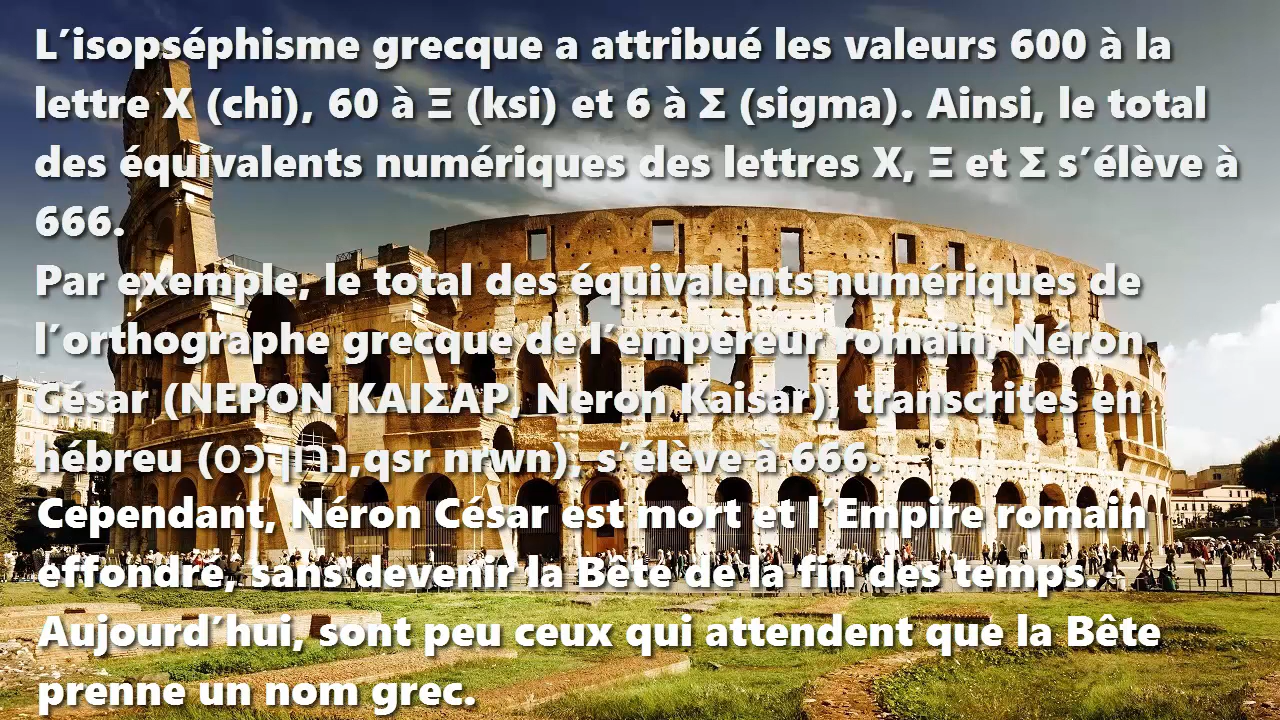 L´isopséphisme grecque a attribué les valeurs 600 à la
lettre Χ (chi), 60 à Ξ (ksi) et 6 à Σ (sigma). Ainsi, le total
des équivalents numériques des lettres Χ, Ξ et Σ s´élève à
666.
Par exemple, le total des équivalents numériques de
l´orthographe grecque de l´empereur romain, Néron
César (ΝΕΡΟΝ ΚΑΙΣΑΡ, Neron Kaisar), transcrites en
hébreu (נרון‎,qsr nrwn), s´élève à 666.
Cependant, Néron César est mort et l´Empire romain
effondré, sans devenir la Bête de la fin des temps.
Aujourd´hui, sont peu ceux qui attendent que la Bête
prenne un nom grec.